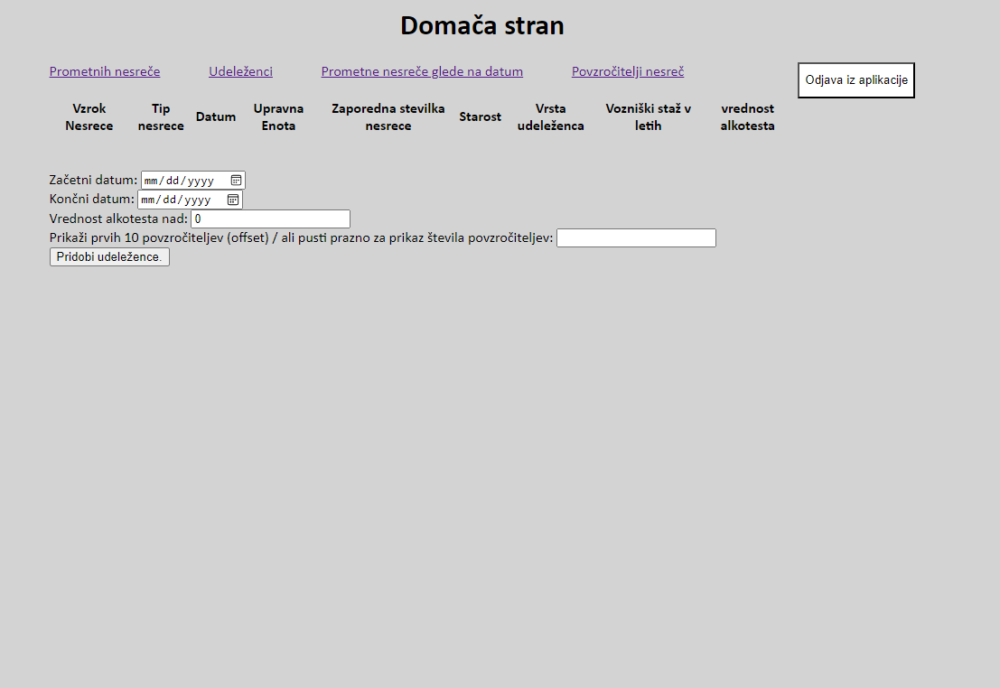 Domača stran
Prometnih nesreče Udeleženci Prometne nesreče glede na datum Povzročitelji nesreč Odjava iz aplikacije
Vzrok Nesrece Tip nesrece Datum Upravna Enota Zaporedna stevilka nesrece Starost Vrsta udeleženca Vozniški staž v letih vrednost alkotesta
Začetni datum: mm/dd/yyyy
Končni datum: mm/dd/yyyy
Vrednost alkotesta nad: 0
Prikaži prvih 10 povzročiteljev (offset) / ali pusti prazno za prikaz števila povzročiteljev:
Pridobi udeležence.